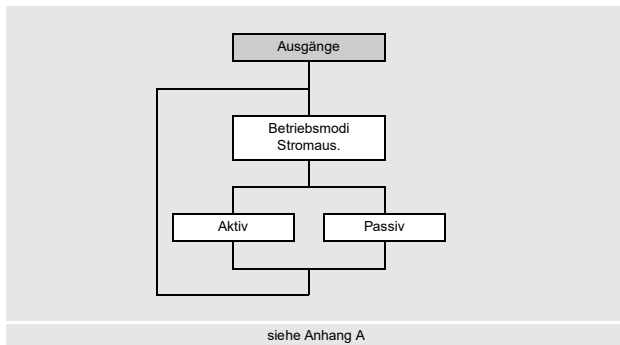 Ausgänge
Betriebsmodi
Stromaus.
Aktiv
Passiv
siehe Anhang A